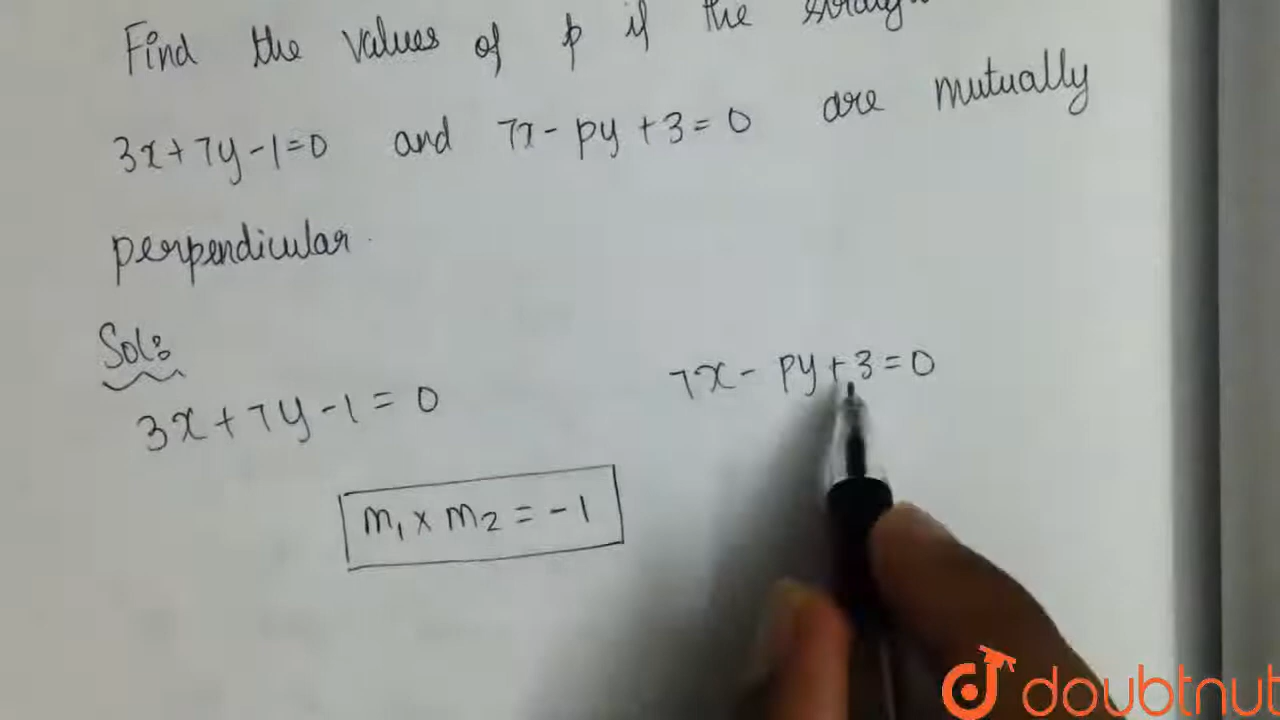 Find the values of p if the
3x+7y-1=0 and 7x-py+3=0 are mutually
perpendicular.
Sol:
3x+7y-1=0
7x-py+3=0
m₁ x m₂ = -1
doubtnut